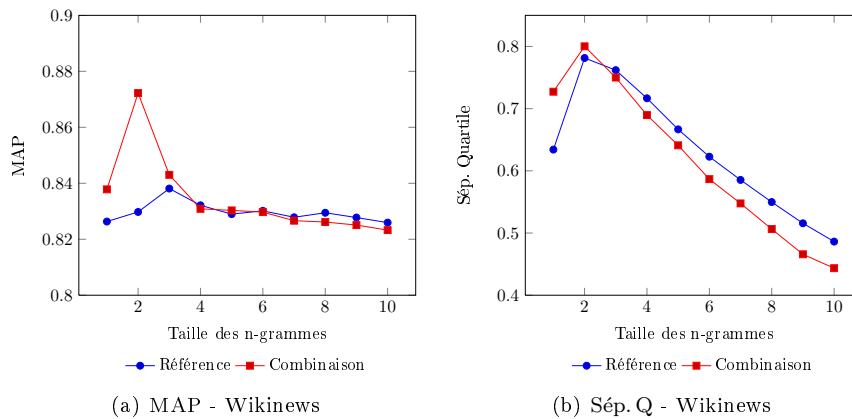 0.9
0.88
0.86
0.84
0.82
0.8
MAP
2 4 6 8 10
Taille des n-grammes
Référence Combinaison
(a) MAP - Wikinews
0.8
0.7
0.6
0.5
0.4
Sép. Quartile
2 4 6 8 10
Taille des n-grammes
Référence Combinaison
(b) Sép. Q - Wikinews